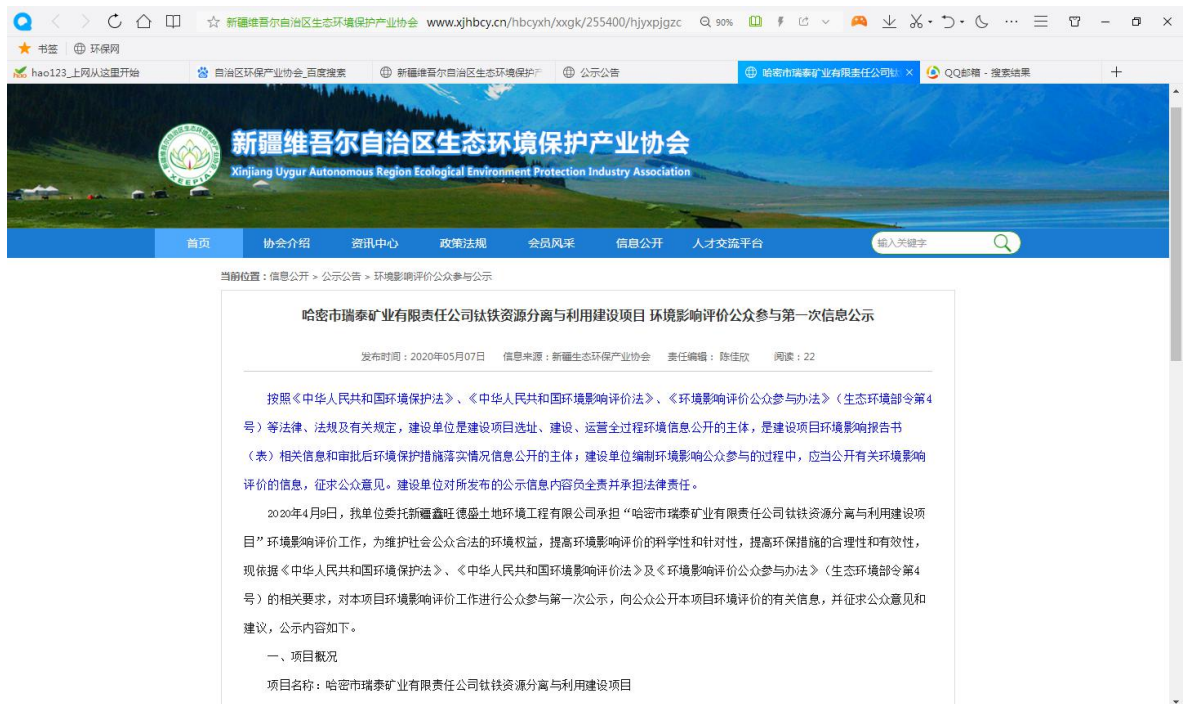 新疆维吾尔自治区生态环境保护产业协会 www.xjhbcy.cn/hbcyxh/xxgk/255400/hjyxpjgzc 90%
书签 环保网
hao123_上网从这里开始 自治区环保产业协会_百度搜索 新疆维吾尔自治区生态环境保护产 公示公告 哈密市瑞泰矿业有限责任公司钛 QQ邮箱 - 搜索结果
新疆维吾尔自治区生态环境保护产业协会
Xinjiang Uygur Autonomous Region Ecological Environment Protection Industry Association
首页 协会介绍 资讯中心 政策法规 会员风采 信息公开 人才交流平台 输入关键字
当前位置：信息公开 > 公示公告 > 环境影响评价公众参与公示
哈密市瑞泰矿业有限责任公司钛铁资源分离与利用建设项目 环境影响评价公众参与第一次信息公示
发布时间：2020年05月07日 信息来源：新疆生态环保产业协会 责任编辑： 陈佳欣 阅读：22
按照《中华人民共和国环境保护法》、《中华人民共和国环境影响评价法》、《环境影响评价公众参与办法》（生态环境部令第4
号）等法律、法规及有关规定，建设单位是建设项目选址、建设、运营全过程环境信息公开的主体，是建设项目环境影响报告书
（表）相关信息和审批后环境保护措施落实情况信息公开的主体；建设单位编制环境影响公众参与的过程中，应当公开有关环境影响
评价的信息，征求公众意见。建设单位对所发布的公示信息内容负全责并承担法律责任。
2020年4月9日，我单位委托新疆鑫旺德盛土地环境工程有限公司承担“哈密市瑞泰矿业有限责任公司钛铁资源分离与利用建设项
目”环境影响评价工作，为维护社会公众合法的环境权益，提高环境影响评价的科学性和针对性，提高环保措施的合理性和有效性，
现依据《中华人民共和国环境保护法》、《中华人民共和国环境影响评价法》及《环境影响评价公众参与办法》（生态环境部令第4
号）的相关要求，对本项目环境影响评价工作进行公众参与第一次公示，向公众公开本项目环境评价的有关信息，并征求公众意见和
建议，公示内容如下。
一、项目概况
项目名称：哈密市瑞泰矿业有限责任公司钛铁资源分离与利用建设项目